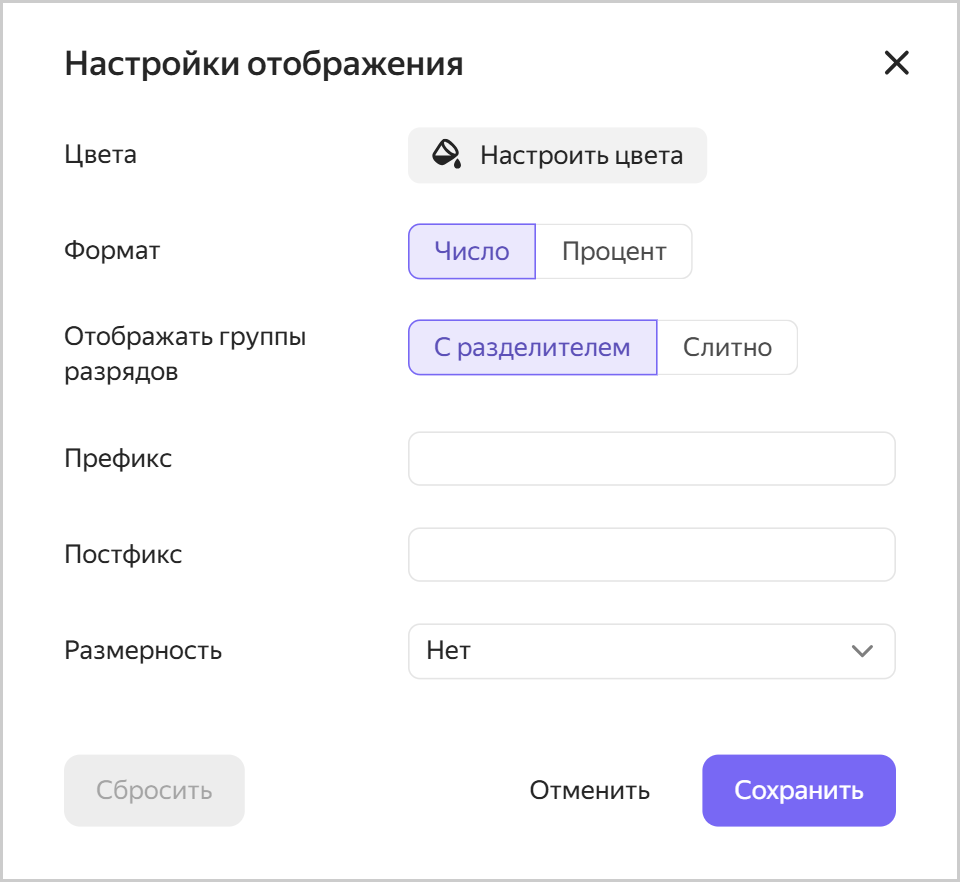 Настройки отображения
Цвета
Настроить цвета
Формат
Число
Процент
Отображать группы
разрядов
С разделителем
Слитно
Префикс
Постфикс
Размерность
Нет
Сбросить
Отменить
Сохранить